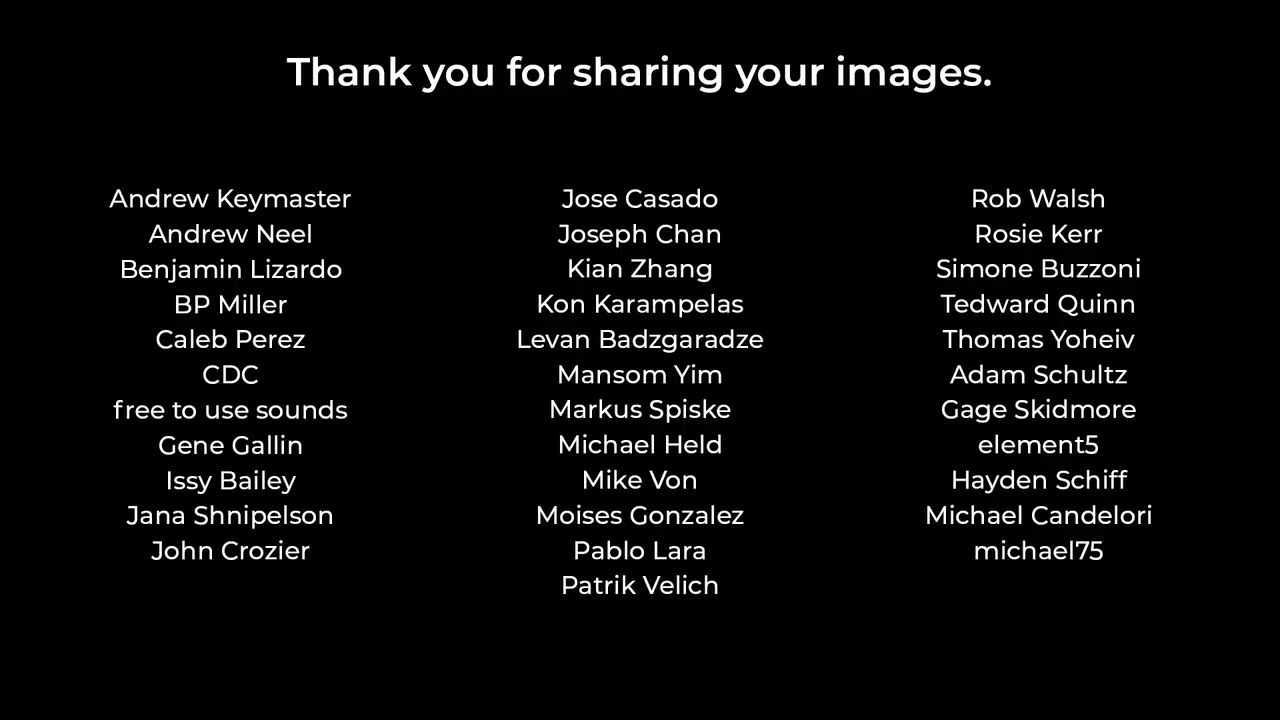 Thank you for sharing your images.
Andrew Keymaster
Andrew Neel
Benjamin Lizardo
BP Miller
Caleb Perez
CDC
free to use sounds
Gene Gallin
Issy Bailey
Jana Shnipelson
John Crozier
Jose Casado
Joseph Chan
Kian Zhang
Kon Karampelas
Levan Badzgaradze
Mansom Yim
Markus Spiske
Michael Held
Mike Von
Moises Gonzalez
Pablo Lara
Patrik Velich
Rob Walsh
Rosie Kerr
Simone Buzzoni
Tedward Quinn
Thomas Yoheiv
Adam Schultz
Gage Skidmore
element5
Hayden Schiff
Michael Candelori
michael75